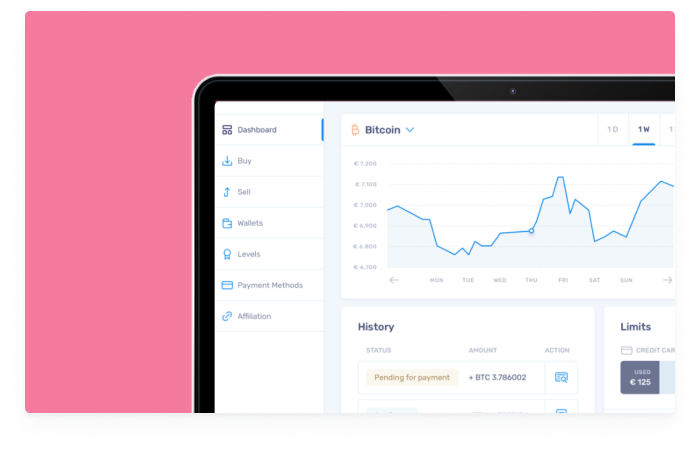 Dashboard
Buy
Sell
Wallets
Levels
Payment Methods
Affiliation
Bitcoin
1 D
1 W
€ 7,200
€ 7,100
€ 7,000
€ 6,900
€ 6,800
€ 6,700
MON TUE WED THU FRI SAT SUN
History
STATUS AMOUNT ACTION
Pending for payment + BTC 3.786002
Limits
CREDIT CAR
USED
€ 125